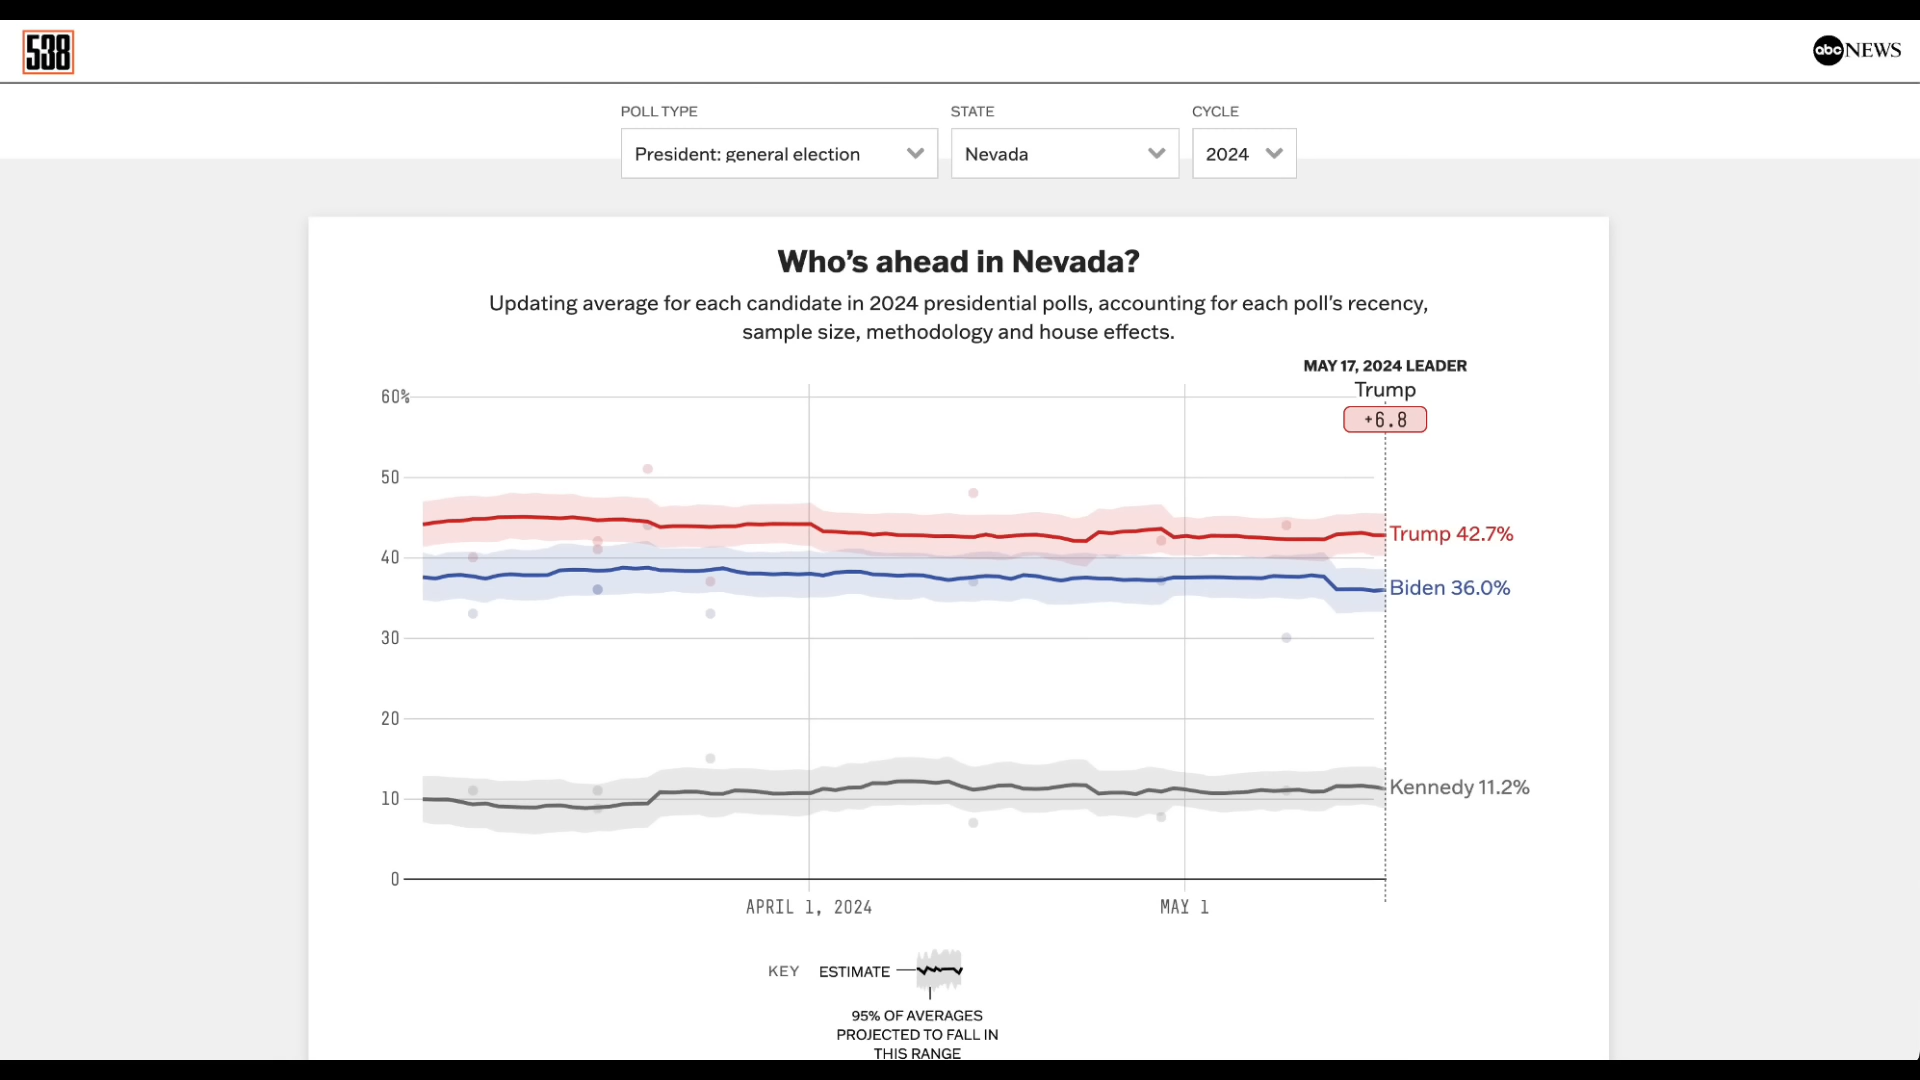 538
abc NEWS
POLL TYPE
STATE
CYCLE
President: general election
Nevada
2024
Who’s ahead in Nevada?
Updating average for each candidate in 2024 presidential polls, accounting for each poll's recency,
sample size, methodology and house effects.
MAY 17, 2024 LEADER
Trump
+6.8
60%
50
40
30
20
10
0
Trump 42.7%
Biden 36.0%
Kennedy 11.2%
APRIL 1, 2024
MAY 1
KEY
ESTIMATE
95% OF AVERAGES
PROJECTED TO FALL IN
THIS RANGE